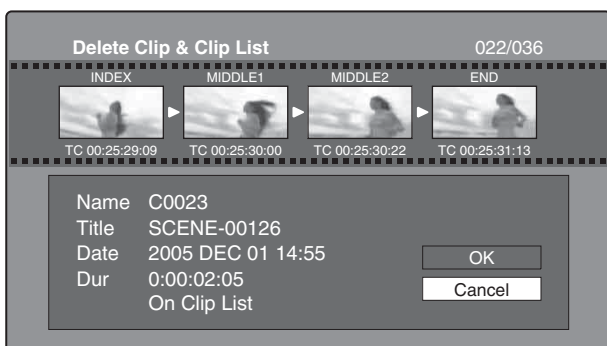 Delete Clip & Clip List 022/036
INDEX MIDDLE1 MIDDLE2 END
TC 00:25:29:09 TC 00:25:30:00 TC 00:25:30:22 TC 00:25:31:13
Name C0023
Title SCENE-00126
Date 2005 DEC 01 14:55
Dur 0:00:02:05
On Clip List
OK
Cancel